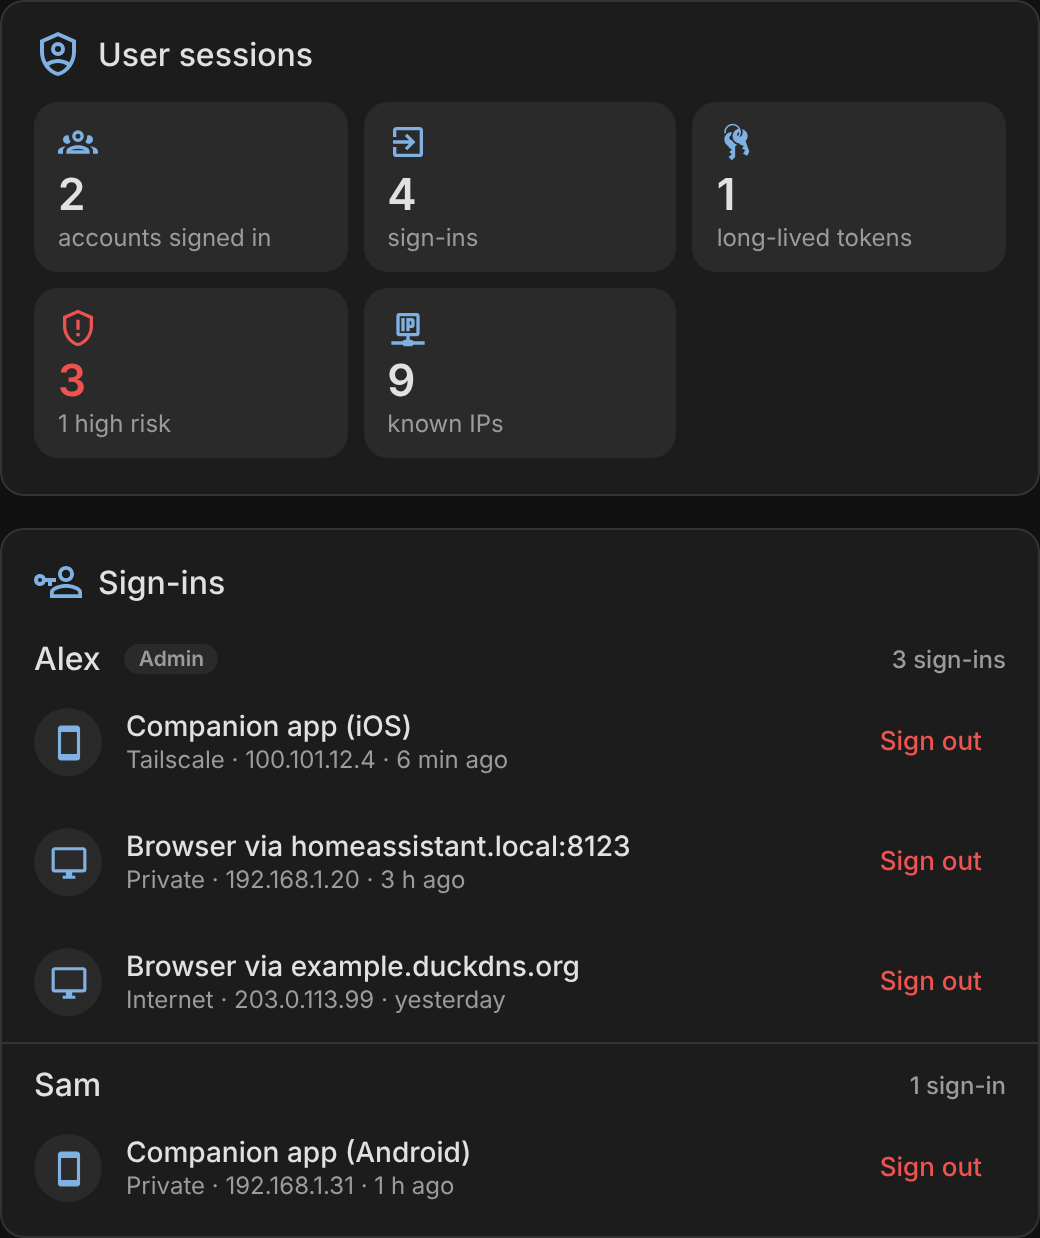 User sessions
2
accounts signed in
4
sign-ins
1
long-lived tokens
3
1 high risk
IP
9
known IPs
Sign-ins
Alex
Admin
3 sign-ins
Companion app (iOS)
Tailscale · 100.101.12.4 · 6 min ago
Sign out
Browser via homeassistant.local:8123
Private · 192.168.1.20 · 3 h ago
Sign out
Browser via example.duckdns.org
Internet · 203.0.113.99 · yesterday
Sign out
Sam
1 sign-in
Companion app (Android)
Private · 192.168.1.31 · 1 h ago
Sign out